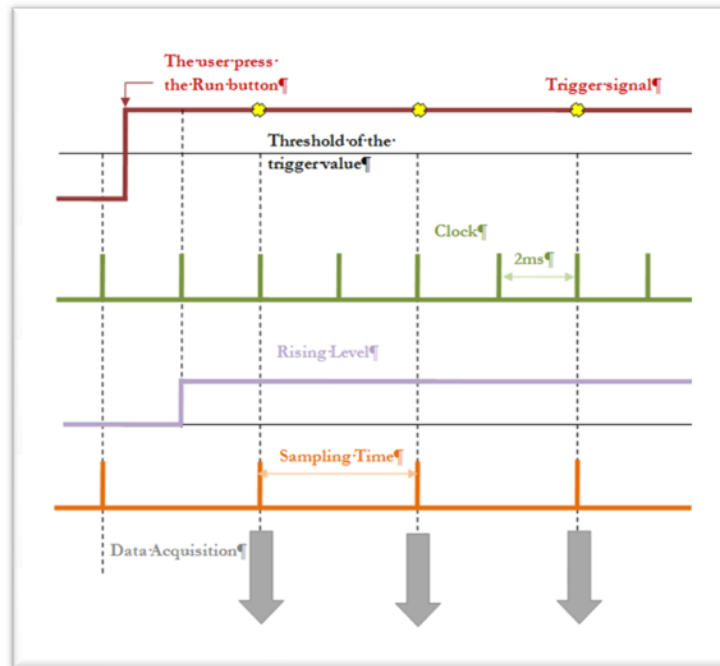 The·user·press·
the·Run·button¶
Trigger·signal¶
Threshold·of·the·
trigger·value¶
Clock¶
2ms¶
Rising·Level¶
Sampling·Time¶
Data·Acquisition¶